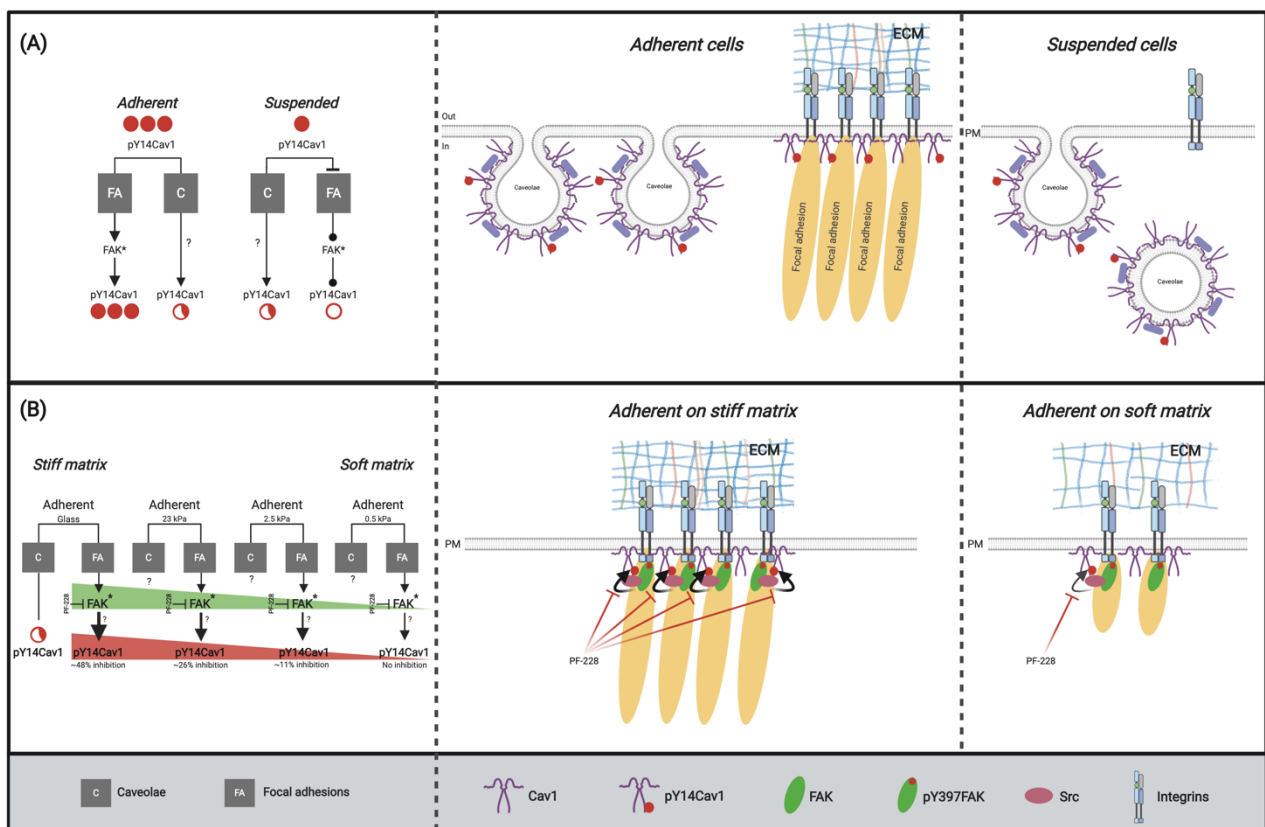 (A)
Adherent
Suspended
pY14Cav1
pY14Cav1
FA
C
C
FA
FAK*
?
?
FAK*
pY14Cav1
pY14Cav1
pY14Cav1
pY14Cav1
Adherent cells
ECM
Out
In
Caveolae
Caveolae
Focal adhesion
Focal adhesion
Focal adhesion
Focal adhesion
Suspended cells
PM
Caveolae
Caveolae
(B)
Stiff matrix
Soft matrix
Adherent
Adherent
Adherent
Adherent
Glass
23 kPa
2.5 kPa
0.5 kPa
C
FA
C
FA
C
FA
C
FA
?
?
?
PF-228
FAK*
PF-228
FAK*
PF-228
FAK*
PF-228
FAK*
?
?
?
?
pY14Cav1
pY14Cav1
pY14Cav1
pY14Cav1
pY14Cav1
~48% inhibition
~26% inhibition
~11% inhibition
No inhibition
Adherent on stiff matrix
ECM
PM
PF-228
Adherent on soft matrix
ECM
PM
PF-228
C
Caveolae
FA
Focal adhesions
Cav1
pY14Cav1
FAK
pY397FAK
Src
Integrins